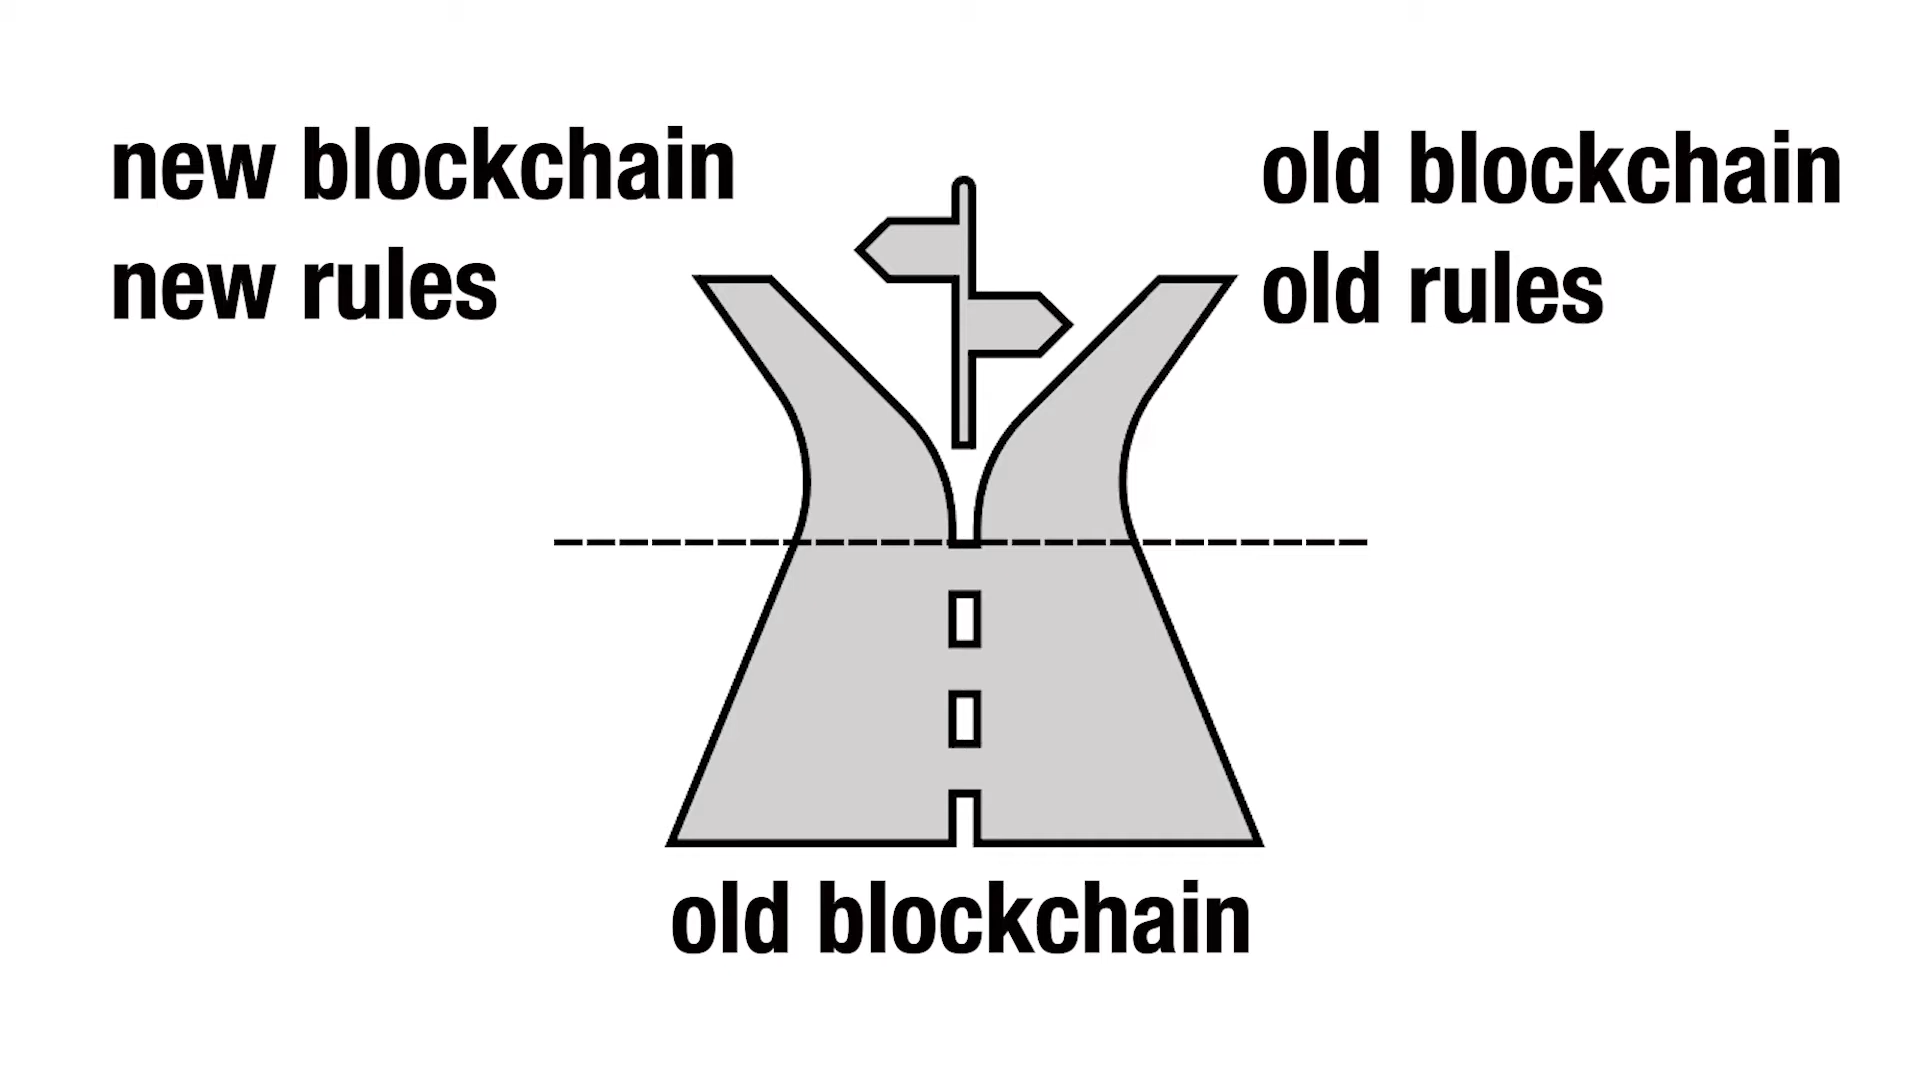 new blockchain
new rules
old blockchain
old rules
old blockchain